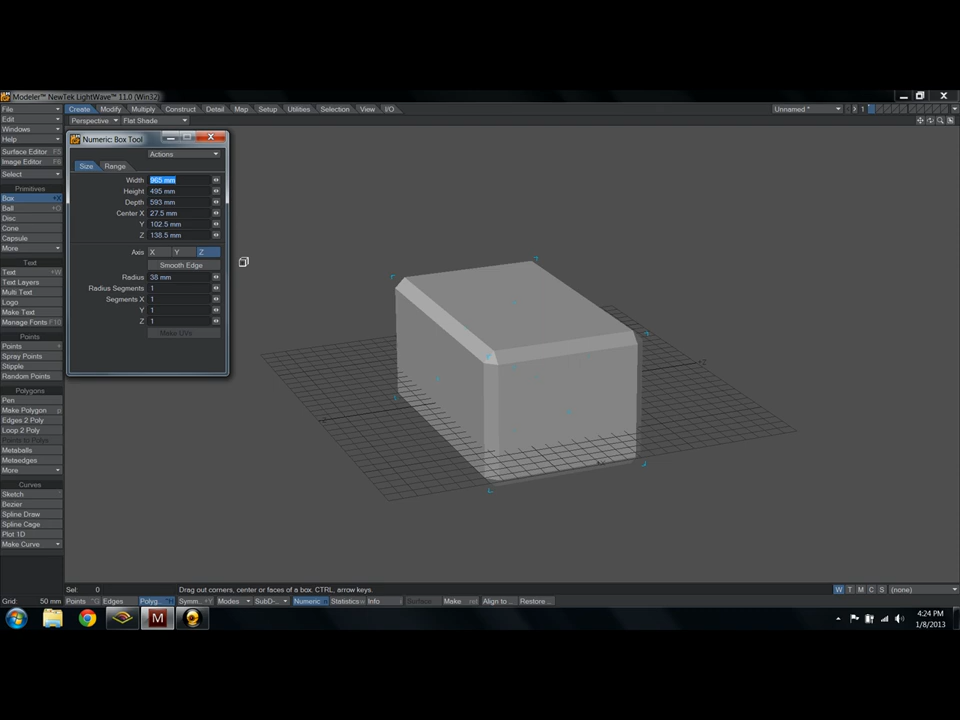 Modeler™ NewTek LightWave™ 11.0 (Win32)
File Create Modify Multiply Construct Detail Map Setup Utilities Selection View I/O Unnamed * 1
Edit Perspective Flat Shade
Windows
Help Numeric: Box Tool
Surface Editor F5 Actions
Image Editor F6 Size Range
Select Width 965 mm
Primitives Height 495 mm
Box Depth 593 mm
Ball Center X 27.5 mm
Disc Y 102.5 mm
Cone Z 138.5 mm
Capsule
More Axis X Y Z
Text Smooth Edge
Text Radius 38 mm
Text Layers Radius Segments 1
Multi Text Segments X 1
Logo Y 1
Make Text Z 1
Manage Fonts F10 Make UVs
Points
Points
Spray Points
Stipple
Random Points
Polygons
Pen
Make Polygon p
Edges 2 Poly
Loop 2 Poly
Points to Polys
Metaballs
Metaedges
More
Curves
Sketch
Bezier
Spline Draw
Spline Cage
Plot 1D
Make Curve
Sel: 0 Drag out corners, center or faces of a box. CTRL, arrow keys. W T M C S (none)
Grid: 50 mm Points Edges Polyg... Symm... Modes SubD-... Numeric Statistics Info Surface Make ... Align to ... Restore...
4:24 PM
1/8/2013